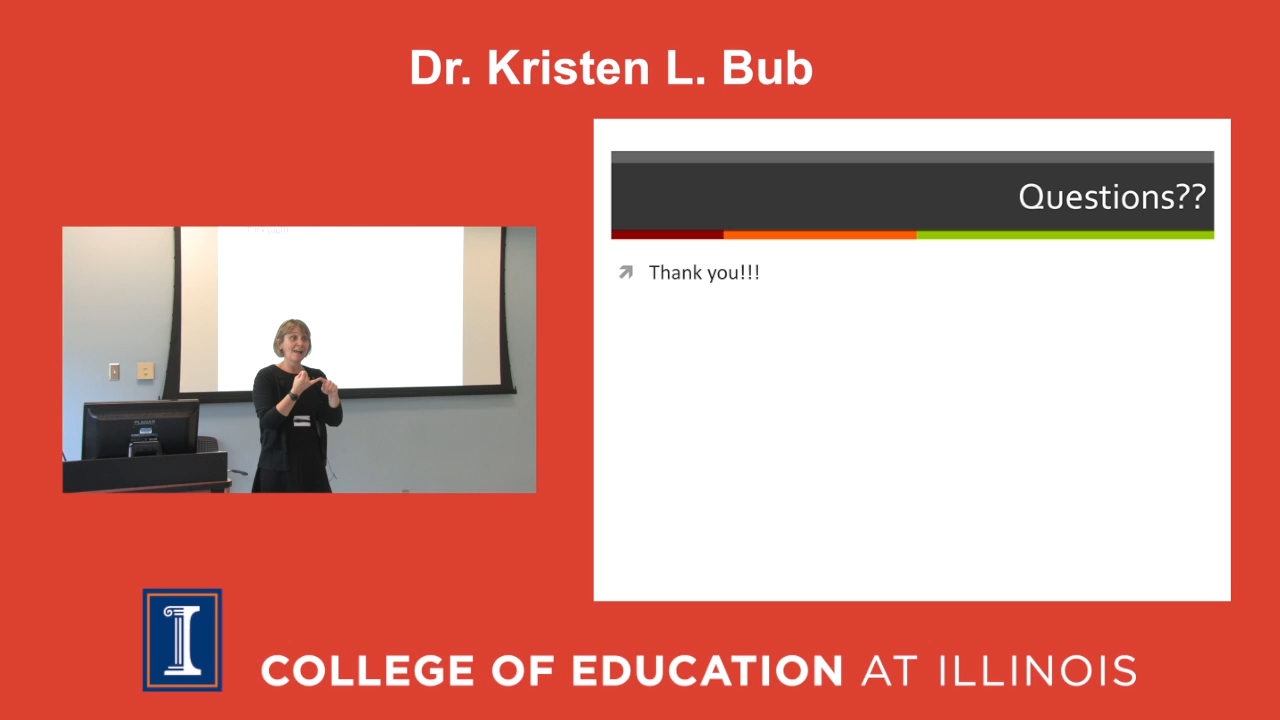 Dr. Kristen L. Bub
Questions??
Thank you!!!
I
COLLEGE OF EDUCATION AT ILLINOIS